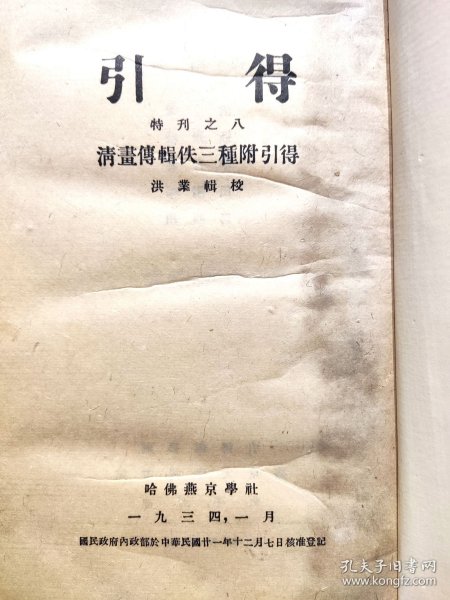 引得
特刊之八
清畫傳輯佚三種附引得
洪業輯校
哈佛燕京學社
一九三四，一月
國民政府內政部於中華民國廿一年十二月七日核准登記
孔夫子旧书网
www.kongfz.com